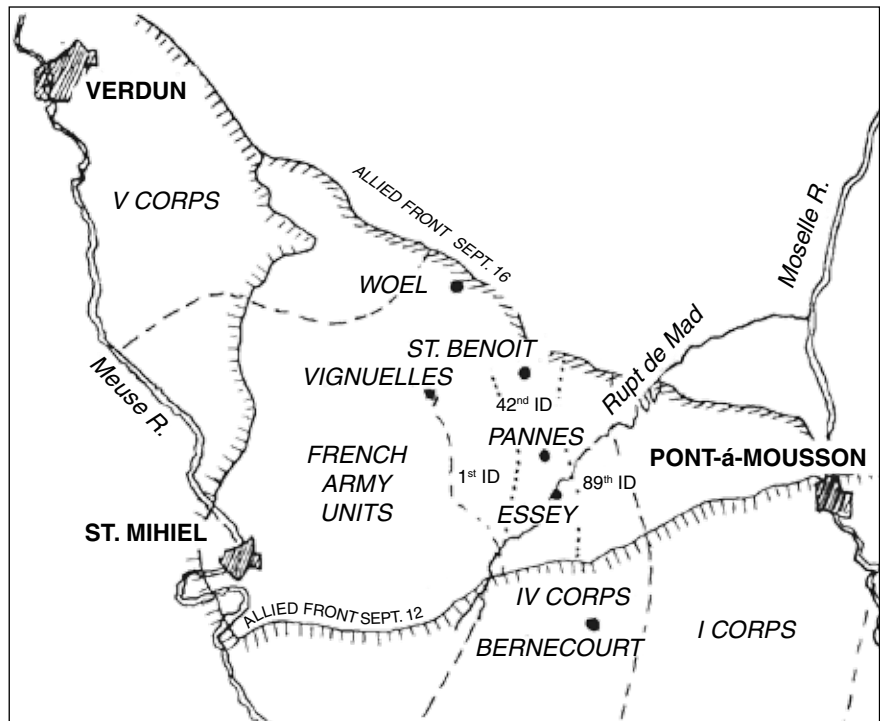 VERDUN
V CORPS
ALLIED FRONT SEPT. 16
Moselle R.
WOEL
Meuse R.
ST. BENOIT
VIGNUELLES
Rupt de Mad
42nd ID
PANNES
FRENCH
ARMY
UNITS
1st ID
89th ID
PONT-á-MOUSSON
ESSEY
ST. MIHIEL
ALLIED FRONT SEPT. 12
IV CORPS
BERNECOURT
I CORPS